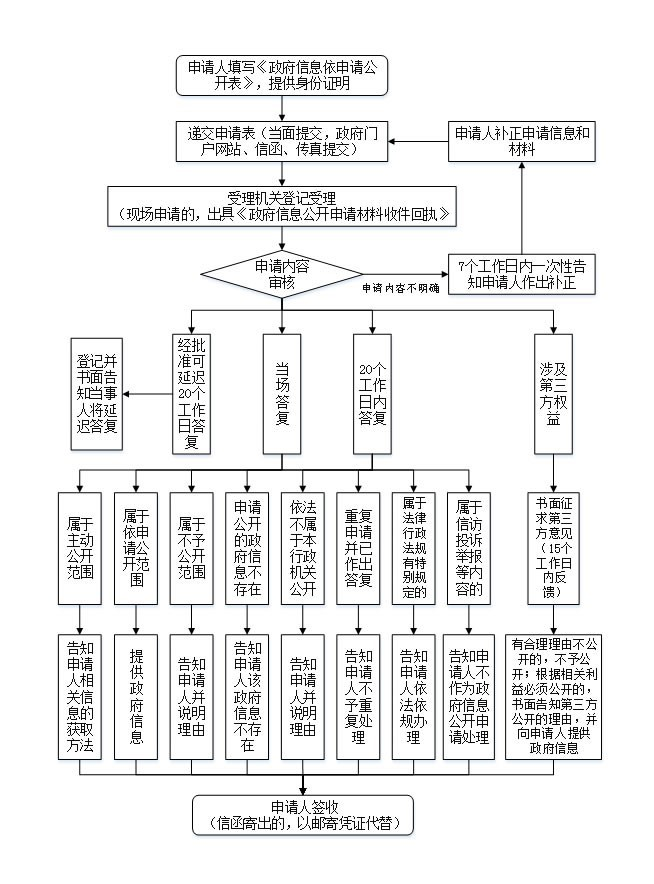 申请人填写《政府信息依申请公
开表》，提供身份证明
递交申请表（当面提交，政府门
户网站、信函、传真提交）
申请人补正申请信息和
材料
受理机关登记受理
（现场申请的，出具《政府信息公开申请材料收件回执》
申请内容
审核
申请内容不明确
7个工作日内一次性告
知申请人作出补正
登记并
书面告
知当事
人将延
迟答复
经批
准可
延迟
20个
工作
日答
复
当
场
答
复
20个
工作
日内
答复
涉及
第三
方权
益
属于
主动
公开
范围
属于
依申
请公
开范
围
属于
不予
公开
范围
申请
公开
的政
府信
息不
存在
依法
不属
于本
行政
机关
公开
重复
申请
并已
作出
答复
属于
法律
行政
法规
有特
别规
定的
属于
信访
投诉
举报
等内
容的
书面征
求第三
方意见
（15个
工作日
内反
馈）
告知
申请
人相
关信
息的
获取
方法
提
供
政
府
信
息
告知
申请
人并
说明
理由
告知
申请
人该
政府
信息
不存
在
告知
申请
人并
说明
理由
告知
申请
人不
予重
复处
理
告知
申请
人依
法依
规办
理
告知申
请人不
作为政
府信息
公开申
请处理
有合理理由不公
开的，不予公
开；根据相关利
益必须公开的，
书面告知第三方
公开的理由，并
向申请人提供
政府信息
申请人签收
（信函寄出的，以邮寄凭证代替）